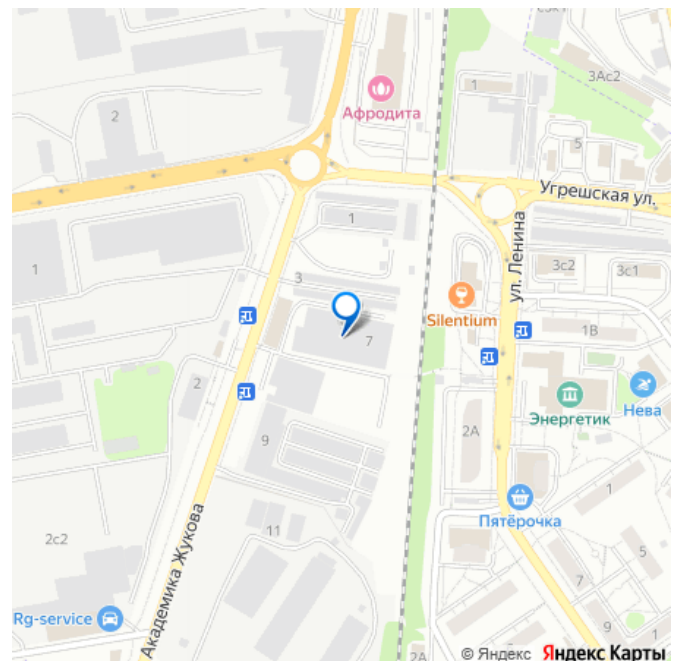 5к1
1
3Ас2
Афродита
2
5
Угрешская ул.
1
ул. Ленина
1
3с2
3с1
3
Silentium
1В
7
2
Нева
Энергетик
2А
9
Пятёрочка
1
11
2с2
5
Академика Жукова
7
Rg-service
9
1
2А
© Яндекс Яндекс Карты